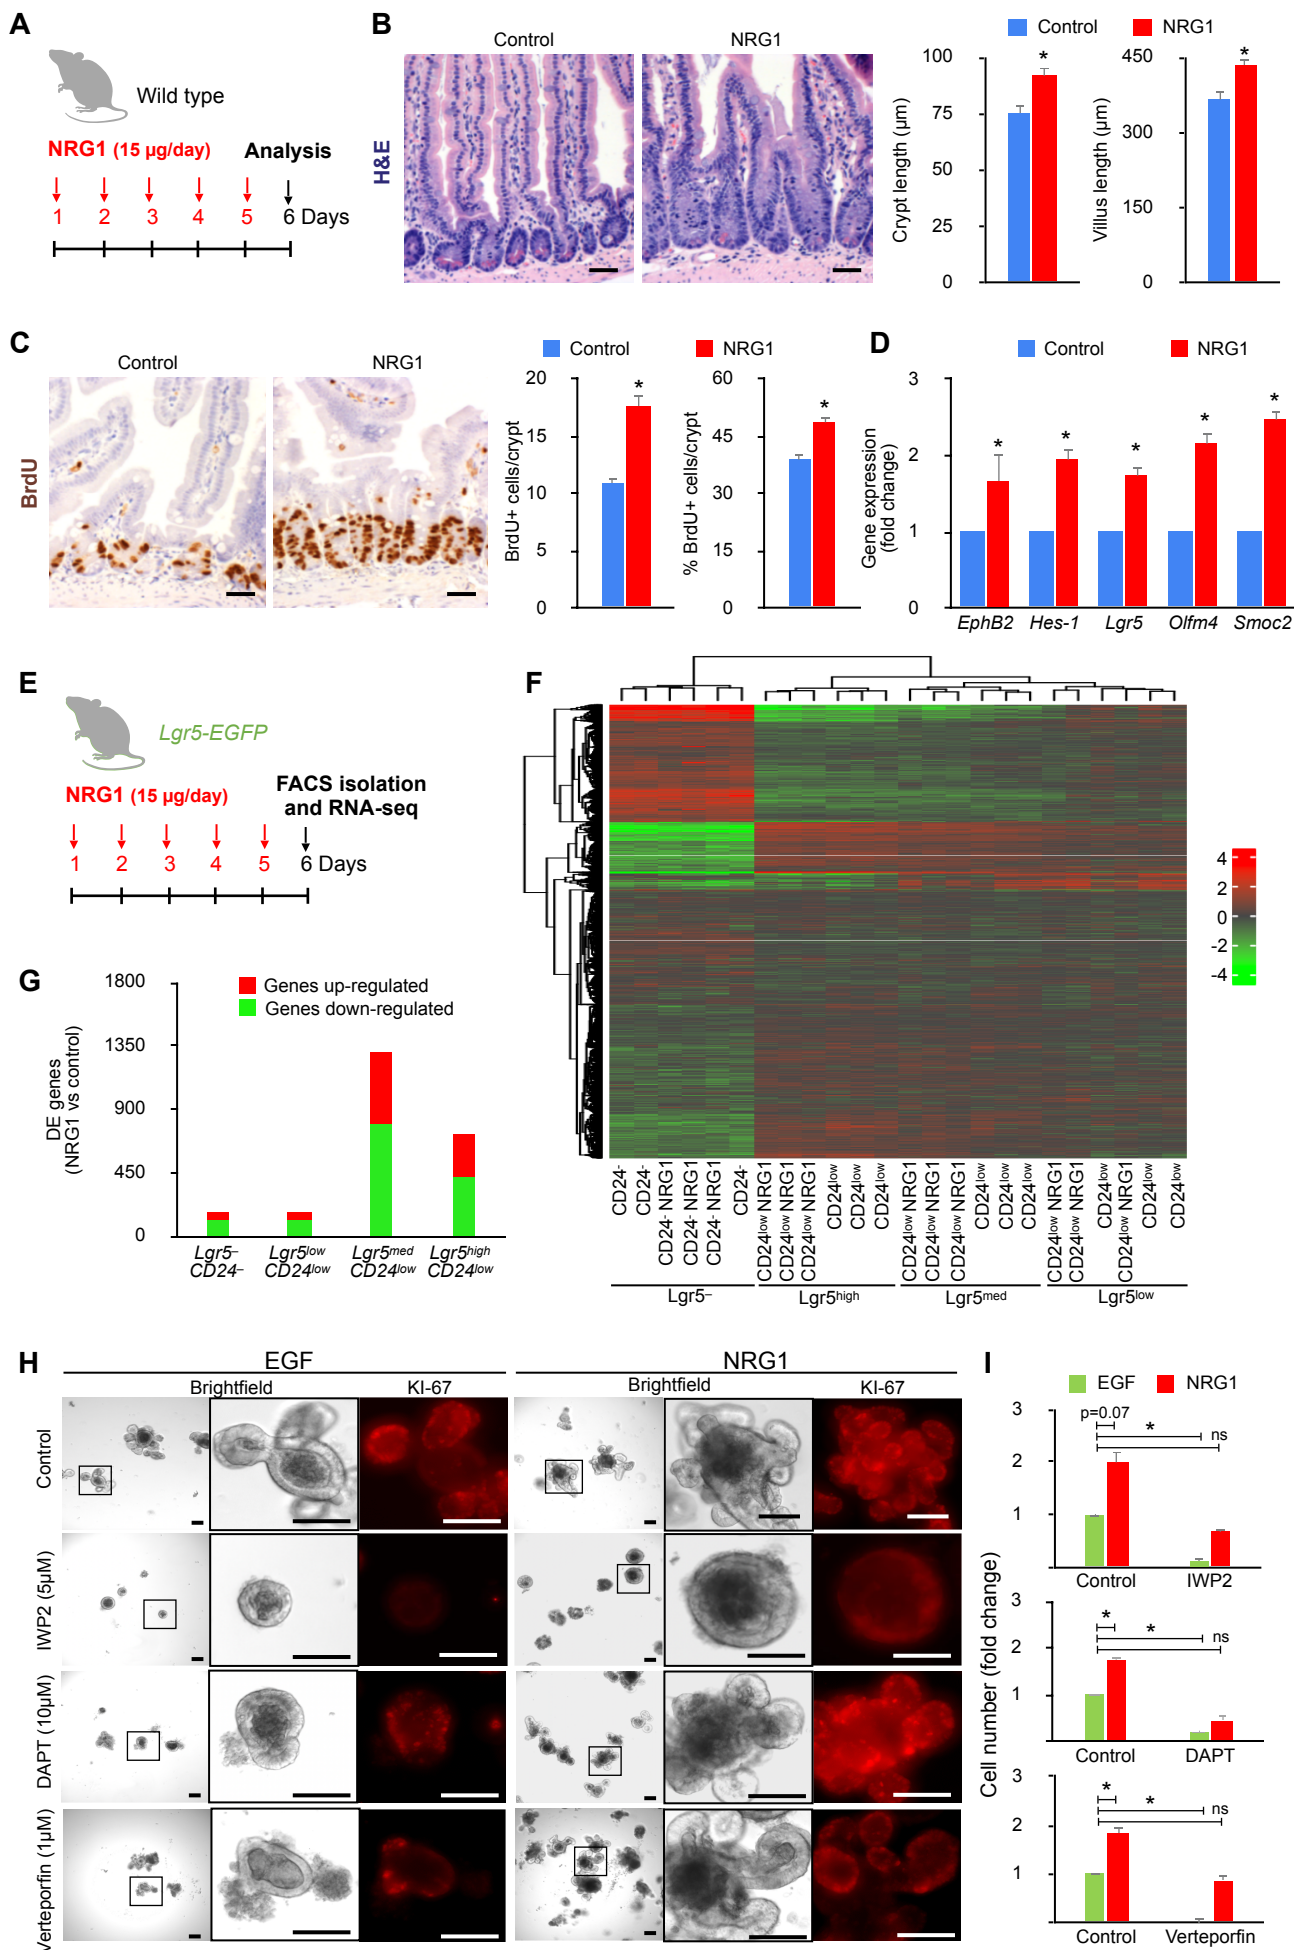 A
Wild type
NRG1 (15 µg/day)
Analysis
1 2 3 4 5 6 Days
B
Control
NRG1
H&E
Control
NRG1
Crypt length (µm)
100
75
50
25
0
*
Villus length (µm)
450
300
150
0
*
C
Control
NRG1
BrdU
Control
NRG1
BrdU+ cells/crypt
20
15
10
5
0
*
% BrdU+ cells/crypt
60
45
30
15
0
*
D
Control
NRG1
Gene expression
(fold change)
3
2
1
0
* * * * *
EphB2 Hes-1 Lgr5 Olfm4 Smoc2
E
Lgr5-EGFP
NRG1 (15 µg/day)
FACS isolation
and RNA-seq
1 2 3 4 5 6 Days
F
4
2
0
-2
-4
CD24-
CD24-
CD24- NRG1
CD24- NRG1
CD24- NRG1
CD24-
CD24low NRG1
CD24low NRG1
CD24low NRG1
CD24low
CD24low
CD24low
CD24low NRG1
CD24low NRG1
CD24low NRG1
CD24low
CD24low
CD24low
CD24low NRG1
CD24low NRG1
CD24low
CD24low NRG1
CD24low
CD24low
Lgr5–
Lgr5high
Lgr5med
Lgr5low
G
Genes up-regulated
Genes down-regulated
DE genes
(NRG1 vs control)
1800
1350
900
450
0
Lgr5– Lgr5low Lgr5med Lgr5high
CD24– CD24low CD24low CD24low
H
EGF
NRG1
Brightfield
KI-67
Brightfield
KI-67
Control
IWP2 (5µM)
DAPT (10µM)
Verteporfin (1µM)
I
EGF
NRG1
Cell number (fold change)
3
2
1
p=0.07
*
ns
Control IWP2
3
2
1
*
*
ns
Control DAPT
3
2
1
*
*
ns
Control Verteporfin